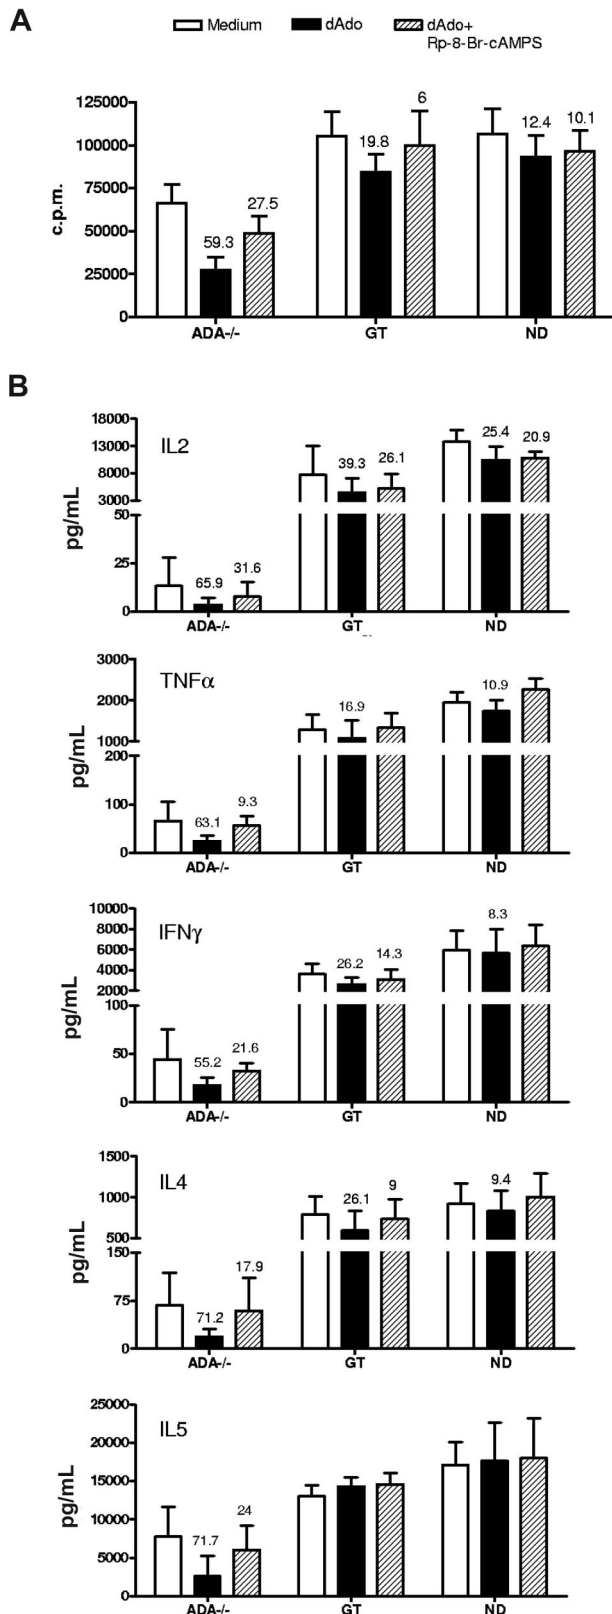 A
Medium dAdo dAdo+
Rp-8-Br-cAMPS
125000
100000
75000
50000
25000
0
c.p.m.
59.3 27.5 19.8 6 12.4 10.1
ADA-/- GT ND
B
IL2
18000
13000
8000
3000
50
25
0
pg/mL
65.9 31.6 39.3 26.1 25.4 20.9
ADA-/- GT ND
TNFα
3000
2000
1000
200
100
0
pg/mL
63.1 9.3 16.9 10.9
ADA-/- GT ND
IFNγ
10000
8000
6000
4000
2000
100
50
0
pg/mL
55.2 21.6 26.2 14.3 8.3
ADA-/- GT ND
IL4
1500
1000
500
150
75
0
pg/mL
71.2 17.9 26.1 9 9.4
ADA-/- GT ND
IL5
25000
20000
15000
10000
5000
0
pg/mL
71.7 24
ADA-/- GT ND